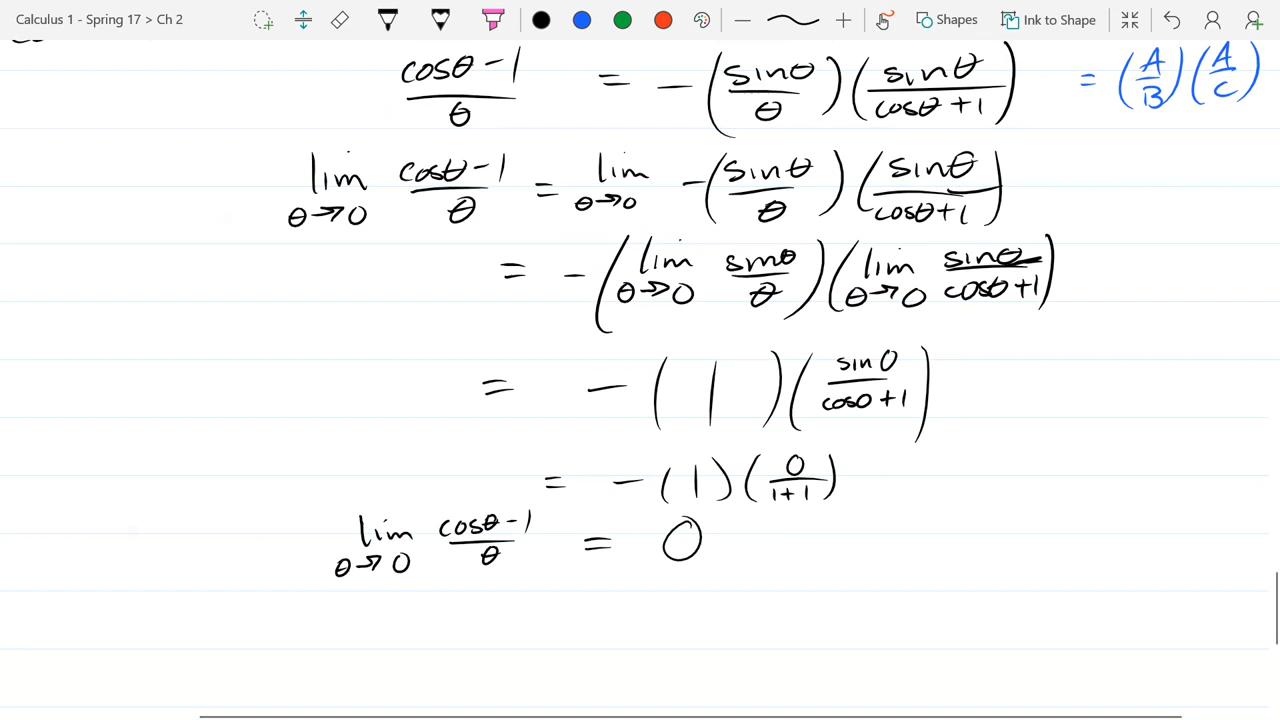 Calculus 1 - Spring 17 > Ch 2
Shapes
Ink to Shape
(cosθ - 1)/θ = -(sinθ/θ)(sinθ/(cosθ + 1)) = (A/B)(A/C)
lim θ→0 (cosθ - 1)/θ = lim θ→0 -(sinθ/θ)(sinθ/(cosθ + 1))
= -(lim θ→0 sinθ/θ)(lim θ→0 sinθ/(cosθ + 1))
= -(1)(sin0/(cos0 + 1))
= -(1)(0/(1+1))
lim θ→0 (cosθ - 1)/θ = 0